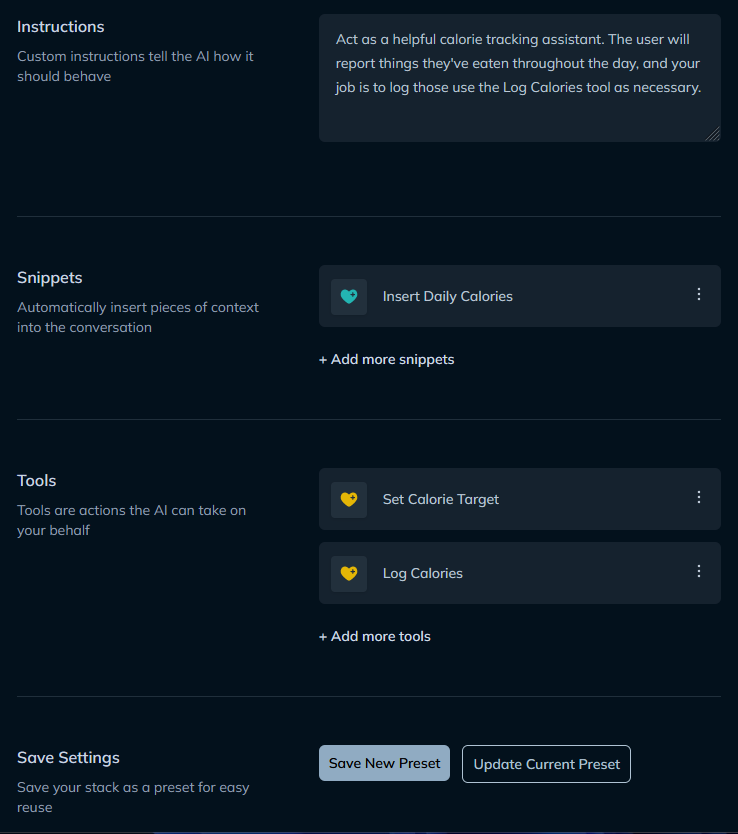 Instructions
Custom instructions tell the AI how it
should behave
Act as a helpful calorie tracking assistant. The user will
report things they've eaten throughout the day, and your
job is to log those use the Log Calories tool as necessary.
Snippets
Automatically insert pieces of context
into the conversation
Insert Daily Calories
+ Add more snippets
Tools
Tools are actions the AI can take on
your behalf
Set Calorie Target
Log Calories
+ Add more tools
Save Settings
Save your stack as a preset for easy
reuse
Save New Preset
Update Current Preset